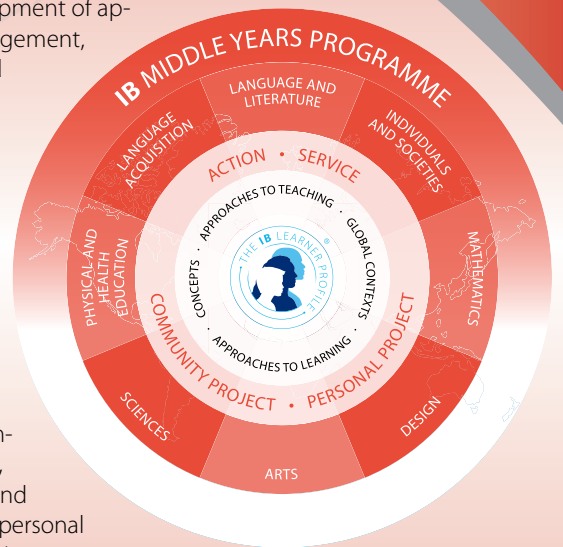 pment of ap-
gement,
IB MIDDLE YEARS PROGRAMME
LANGUAGE AND
LITERATURE
LANGUAGE
ACQUISITION
INDIVIDUALS
AND SOCIETIES
PHYSICAL AND
HEALTH
EDUCATION
MATHEMATICS
SCIENCES
DESIGN
ARTS
ACTION • SERVICE
COMMUNITY PROJECT • PERSONAL PROJECT
APPROACHES TO TEACHING · GLOBAL CONTEXTS · APPROACHES TO LEARNING · CONCEPTS ·
THE IB LEARNER PROFILE ®
n-
nd
personal